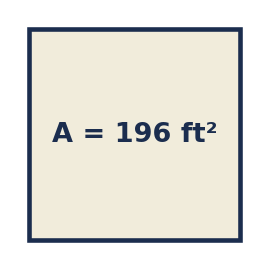 A = 196 ft²